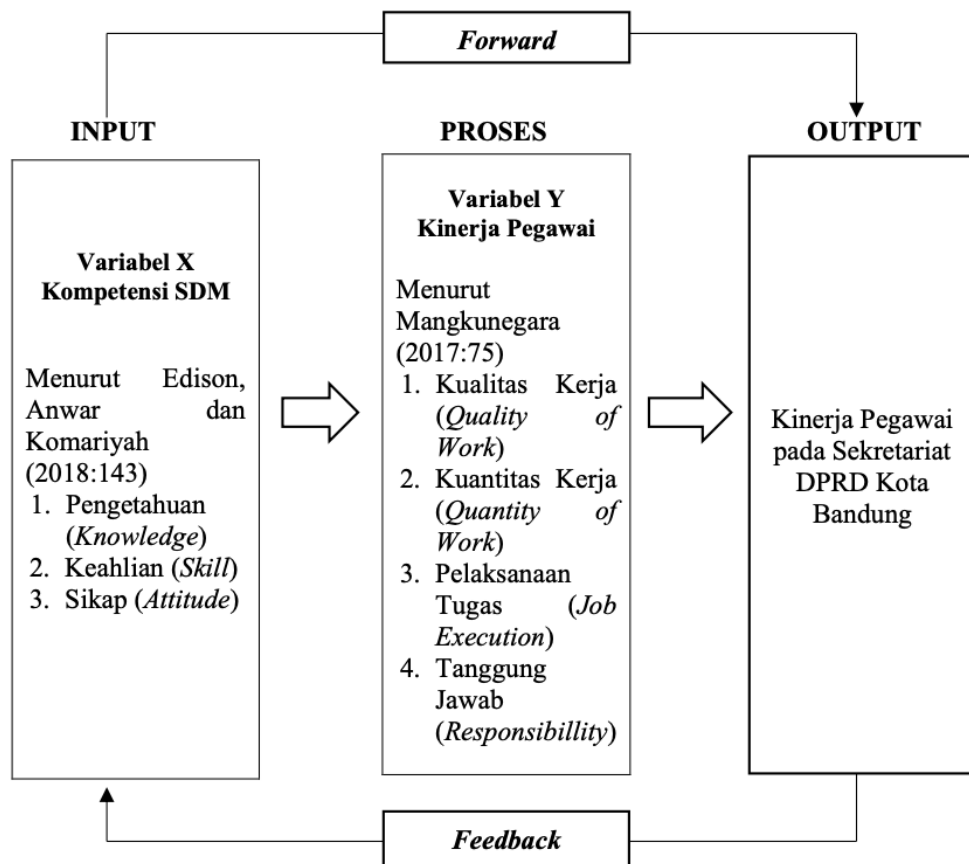 Forward
INPUT
PROSES
OUTPUT
Variabel X
Kompetensi SDM
Menurut Edison,
Anwar dan
Komariyah
(2018:143)
1. Pengetahuan
(Knowledge)
2. Keahlian (Skill)
3. Sikap (Attitude)
Variabel Y
Kinerja Pegawai
Menurut
Mangkunegara
(2017:75)
1. Kualitas Kerja
(Quality of
Work)
2. Kuantitas Kerja
(Quantity of
Work)
3. Pelaksanaan
Tugas (Job
Execution)
4. Tanggung
Jawab
(Responsibillity)
Kinerja Pegawai
pada Sekretariat
DPRD Kota
Bandung
Feedback